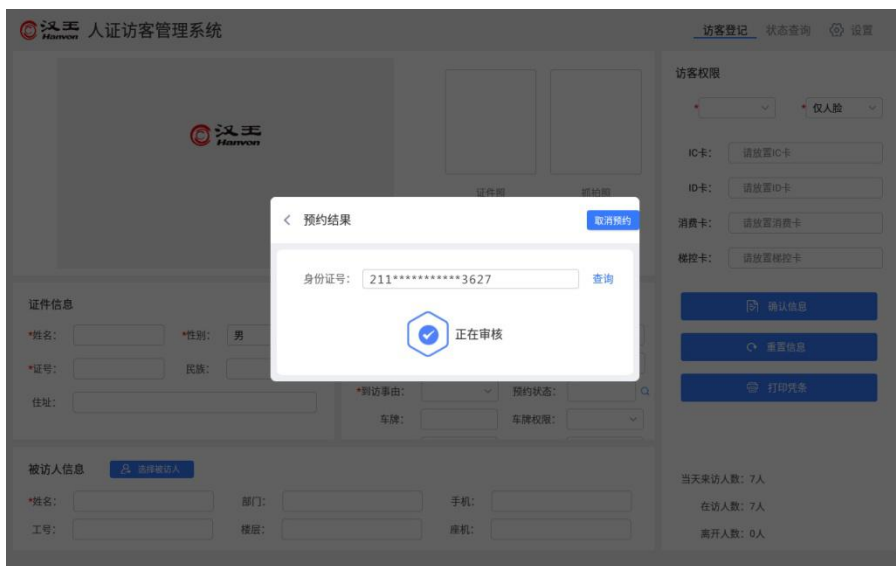 汉王 Hanvon 人证访客管理系统
访客登记 状态查询 设置
汉王
Hanvon
证件照 抓拍照
访客权限
* * 仅人脸
IC卡: 请放置IC卡
ID卡: 请放置ID卡
消费卡: 请放置消费卡
梯控卡: 请放置梯控卡
确认信息
重置信息
打印凭条
预约结果 取消预约
身份证号: 211***********3627 查询
正在审核
证件信息
*姓名: *性别: 男
*证号: 民族:
住址:
*到访事由: 预约状态:
车牌: 车牌权限:
被访人信息 选择被访人
*姓名: 部门: 手机:
工号: 楼层: 座机:
当天来访人数: 7人
在访人数: 7人
离开人数: 0人